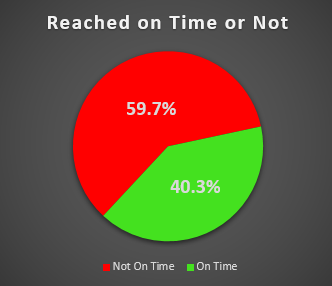 Reached on Time or Not
59.7%
40.3%
Not On Time On Time